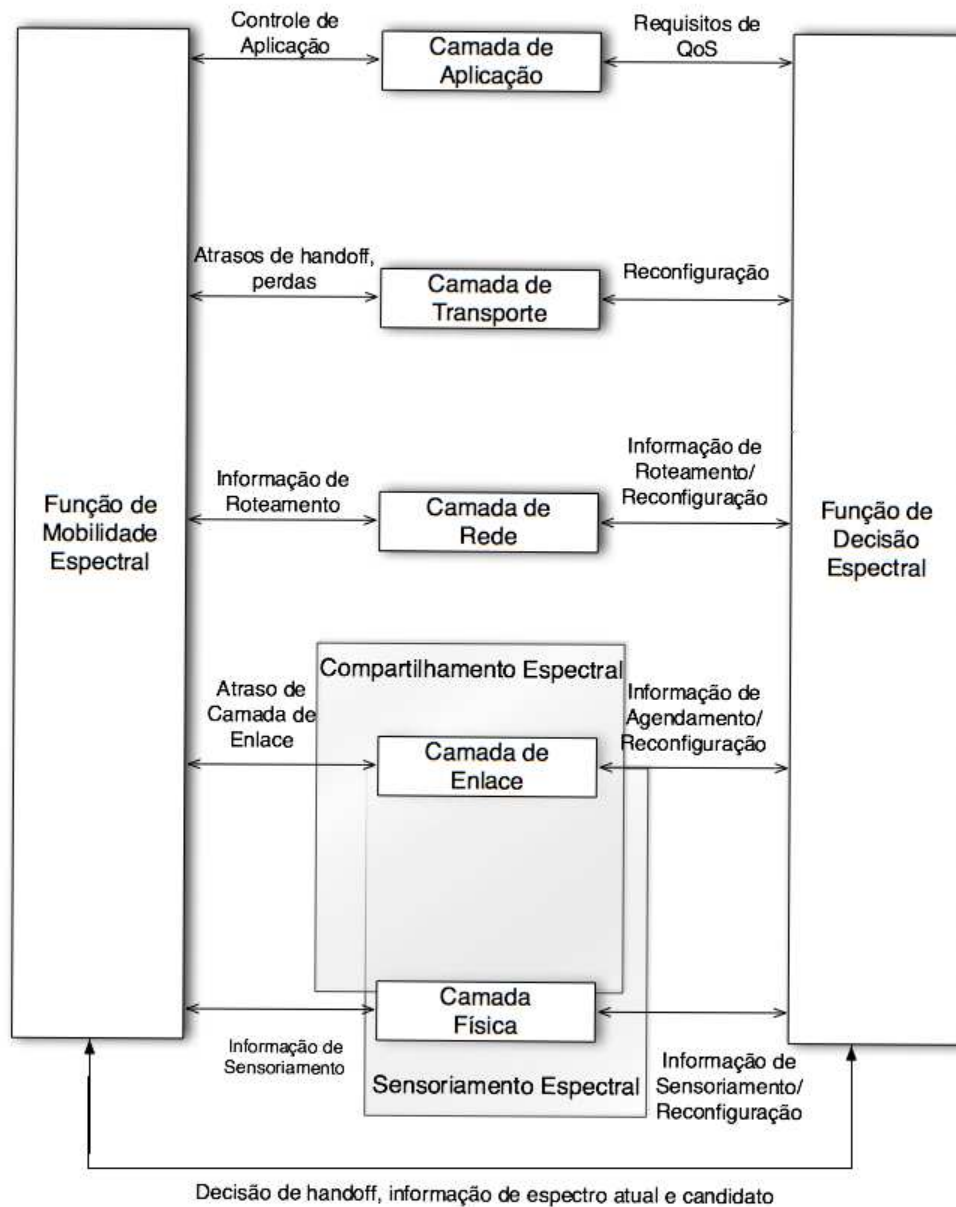 Controle de
Aplicação
Camada de
Aplicação
Requisitos de
QoS
Atrasos de handoff,
perdas
Camada de
Transporte
Reconfiguração
Função de
Mobilidade
Espectral
Informação de
Roteamento
Camada de
Rede
Informação de
Roteamento/
Reconfiguração
Função de
Decisão
Espectral
Compartilhamento Espectral
Atraso de
Camada de
Enlace
Camada de
Enlace
Informação de
Agendamento/
Reconfiguração
Camada
Física
Informação de
Sensoriamento
Sensoriamento Espectral
Informação de
Sensoriamento/
Reconfiguração
Decisão de handoff, informação de espectro atual e candidato